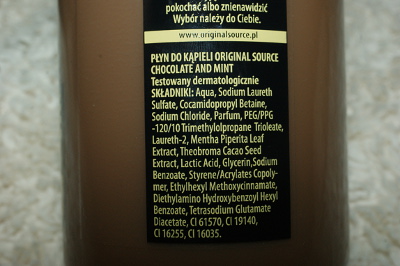 pokochać albo znienawidzić
Wybór należy do Ciebie.
www.originalsource.pl
PŁYN DO KĄPIELI ORIGINAL SOURCE
CHOCOLATE AND MINT
Testowany dermatologicznie
SKŁADNIKI: Aqua, Sodium Laureth
Sulfate, Cocamidopropyl Betaine,
Sodium Chloride, Parfum, PEG/PPG
-120/10 Trimethylolpropane Trioleate,
Laureth-2, Mentha Piperita Leaf
Extract, Theobroma Cacao Seed
Extract, Lactic Acid, Glycerin,Sodium
Benzoate, Styrene/Acrylates Copoly-
mer, Ethylhexyl Methoxycinnamate,
Diethylamino Hydroxybenzoyl Hexyl
Benzoate, Tetrasodium Glutamate
Diacetate, CI 61570, CI 19140,
CI 16255, CI 16035.